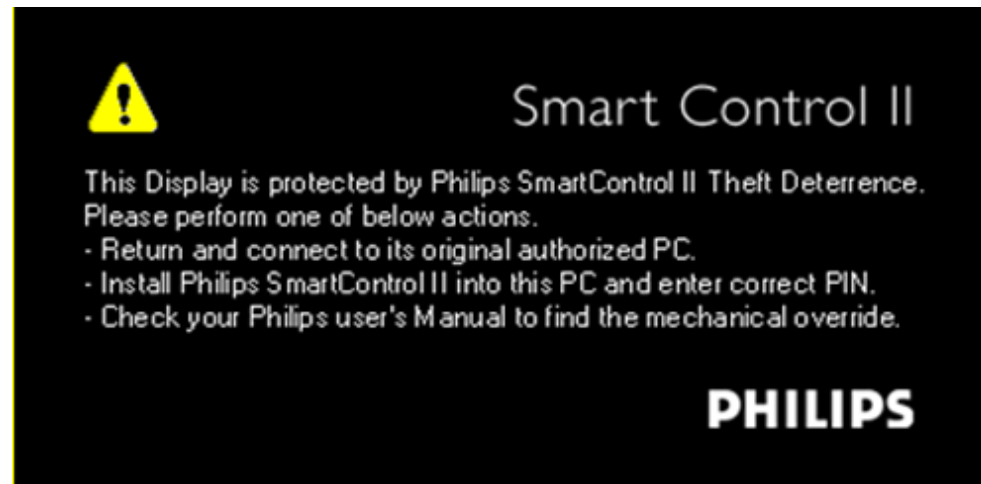 Smart Control II
This Display is protected by Philips SmartControl II Theft Deterrence.
Please perform one of below actions.
- Return and connect to its original authorized PC.
- Install Philips SmartControl II into this PC and enter correct PIN.
- Check your Philips user's Manual to find the mechanical override.
PHILIPS